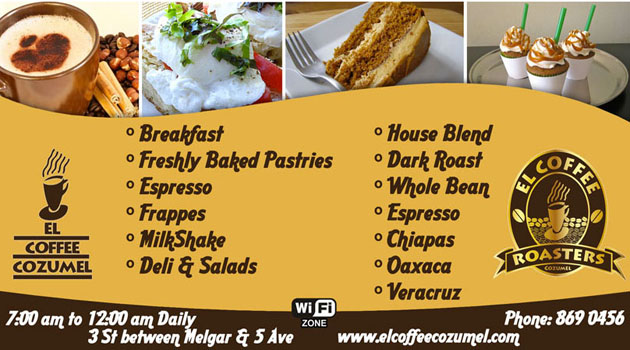 Breakfast
Freshly Baked Pastries
Espresso
Frappes
MilkShake
Deli & Salads
House Blend
Dark Roast
Whole Bean
Espresso
Chiapas
Oaxaca
Veracruz
EL
COFFEE
COZUMEL
EL COFFEE
ROASTERS
COZUMEL
7:00 am to 12:00 am Daily
3 St between Melgar & 5 Ave
Wi Fi
ZONE
www.elcoffeecozumel.com
Phone: 869 0456